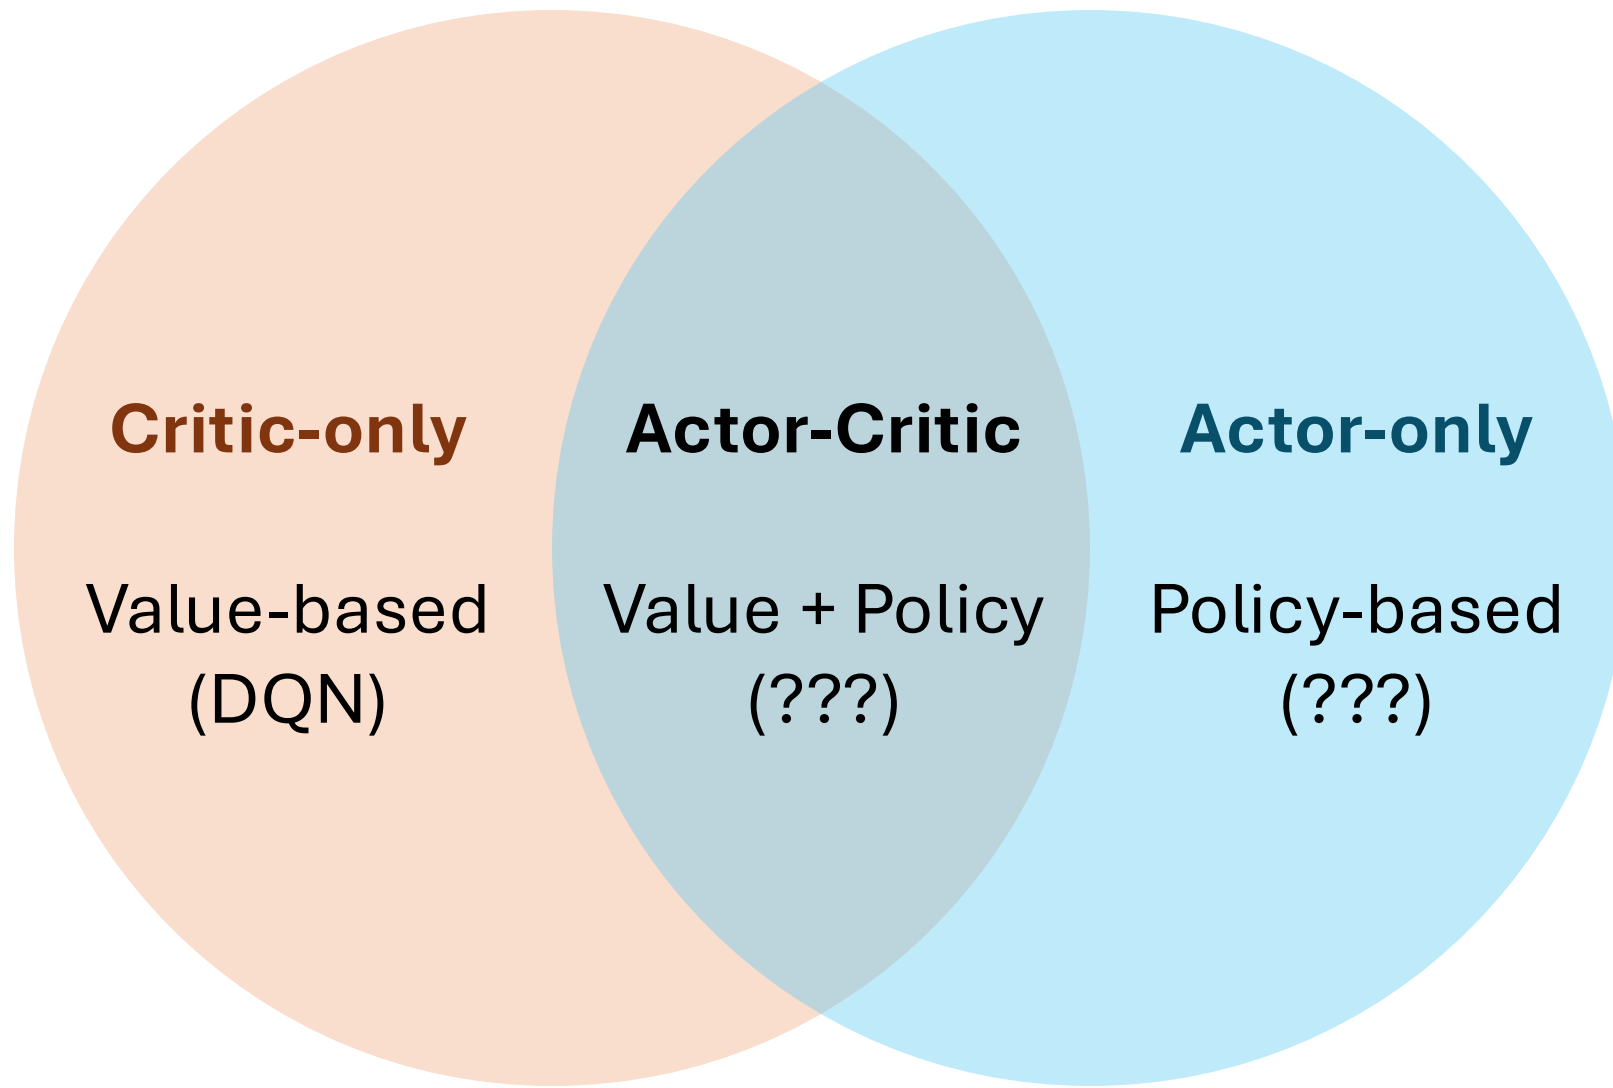 Critic-only
Value-based
(DQN)
Actor-Critic
Value + Policy
(???)
Actor-only
Policy-based
(???)